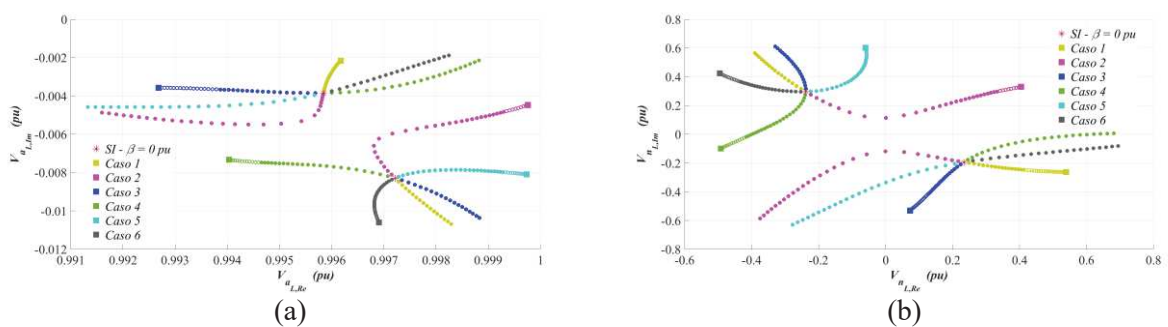 0
-0.002
-0.004
-0.006
-0.008
-0.01
-0.012
V_{a_{L,Im}} (pu)
SI - β = 0 pu
Caso 1
Caso 2
Caso 3
Caso 4
Caso 5
Caso 6
0.991 0.992 0.993 0.994 0.995 0.996 0.997 0.998 0.999 1
V_{a_{L,Re}} (pu)
(a)
0.8
0.6
0.4
0.2
0
-0.2
-0.4
-0.6
-0.8
V_{n_{L,Im}} (pu)
SI - β = 0 pu
Caso 1
Caso 2
Caso 3
Caso 4
Caso 5
Caso 6
-0.6 -0.4 -0.2 0 0.2 0.4 0.6 0.8
V_{n_{L,Re}} (pu)
(b)